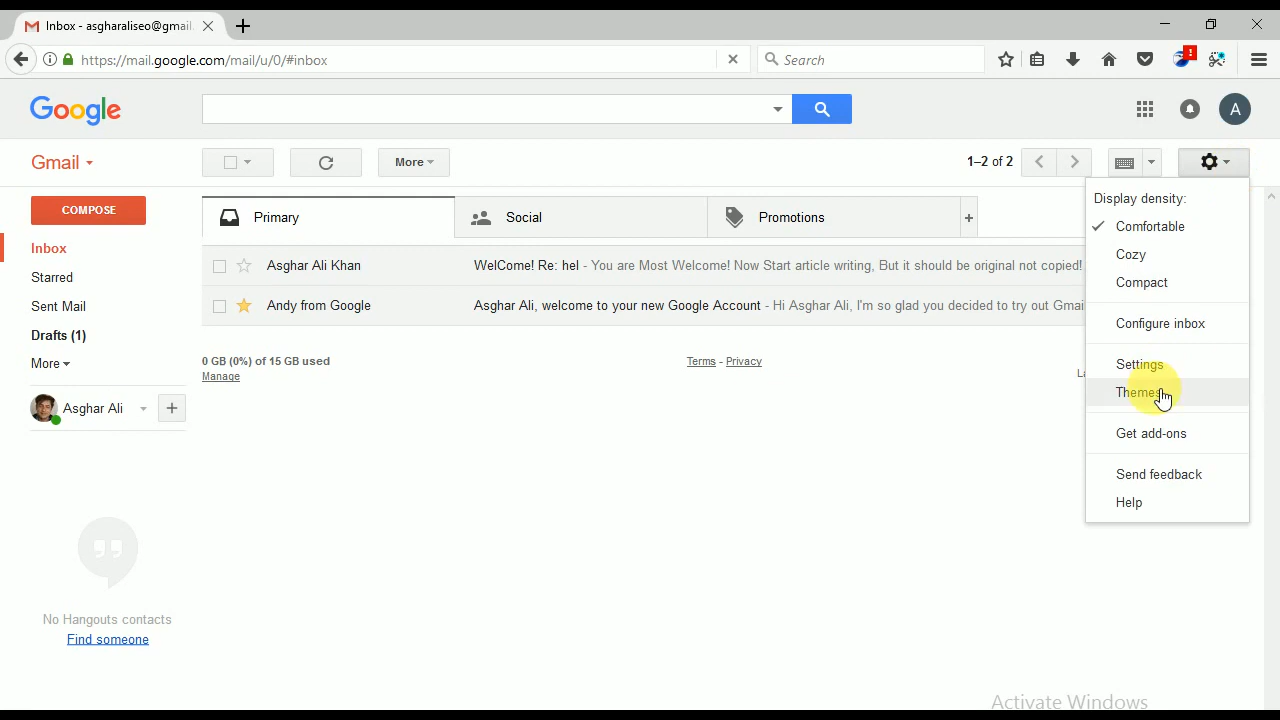 Inbox - asgharaliseo@gmail.
https://mail.google.com/mail/u/0/#inbox
Search
Google
A
Gmail
More
1–2 of 2
COMPOSE
Inbox
Starred
Sent Mail
Drafts (1)
More
Asghar Ali
No Hangouts contacts
Find someone
Primary
Social
Promotions
Asghar Ali Khan
WelCome! Re: hel - You are Most Welcome! Now Start article writing, But it should be original not copied!
Andy from Google
Asghar Ali, welcome to your new Google Account - Hi Asghar Ali, I'm so glad you decided to try out Gmai
0 GB (0%) of 15 GB used
Manage
Terms - Privacy
La
Display density:
Comfortable
Cozy
Compact
Configure inbox
Settings
Themes
Get add-ons
Send feedback
Help
1
Activate Windows